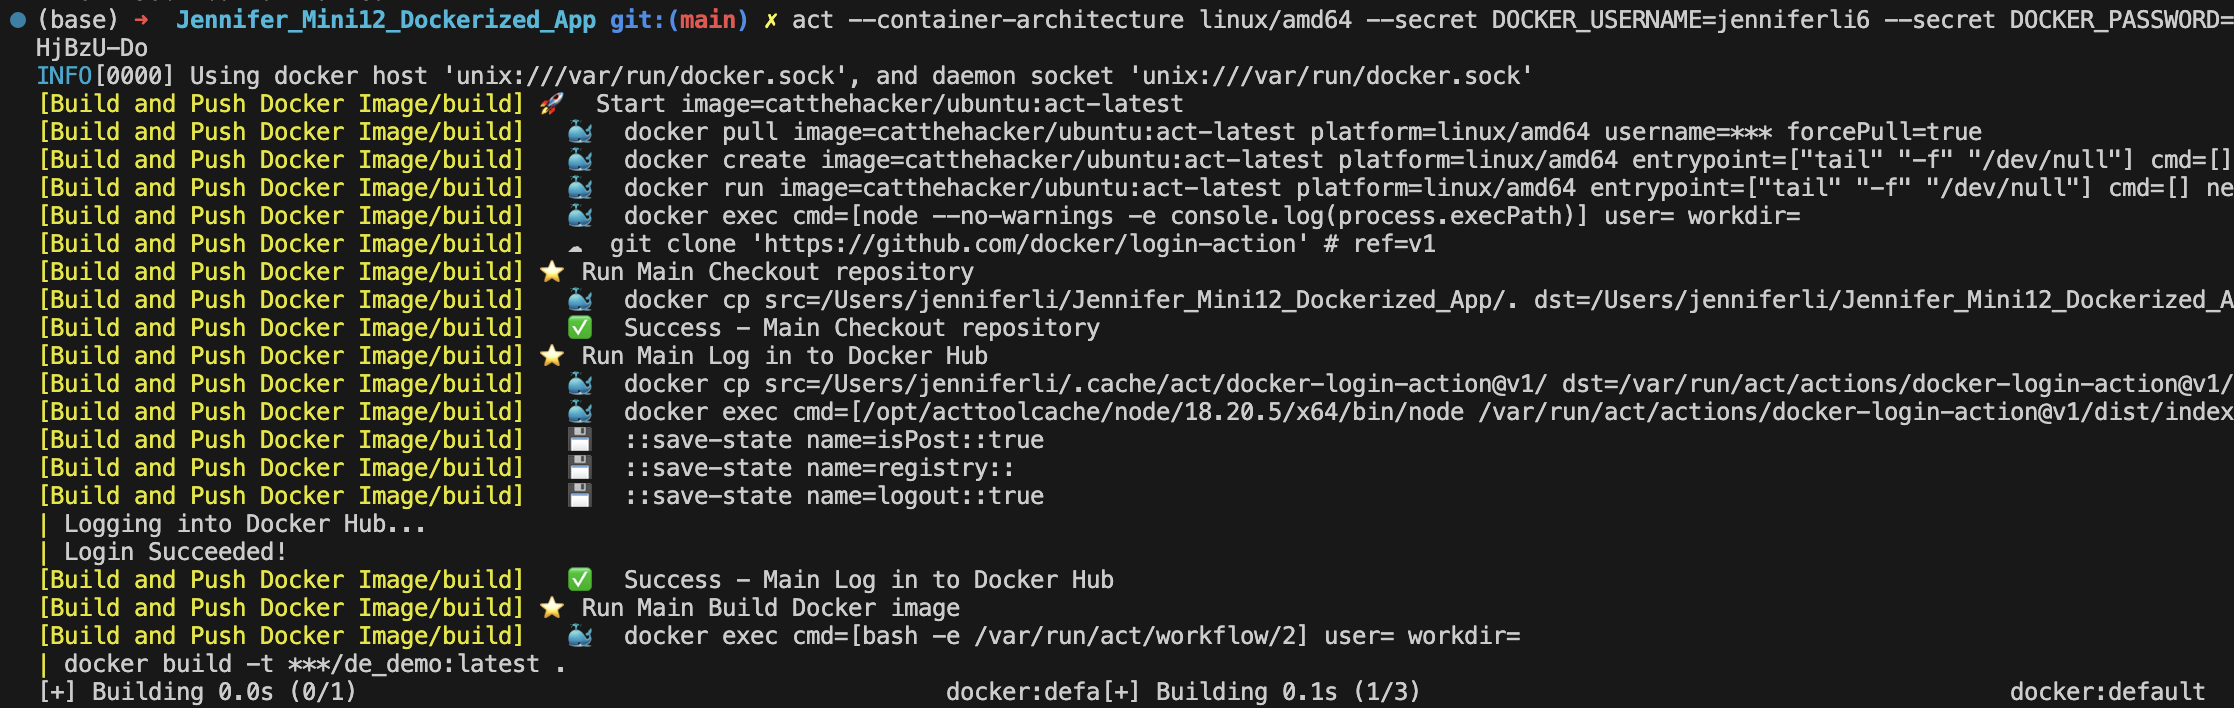 (base) ➜ Jennifer_Mini12_Dockerized_App git:(main) ✗ act --container-architecture linux/amd64 --secret DOCKER_USERNAME=jenniferli6 --secret DOCKER_PASSWORD=
HjBzU-Do
INFO[0000] Using docker host 'unix:///var/run/docker.sock', and daemon socket 'unix:///var/run/docker.sock'
[Build and Push Docker Image/build] 🚀 Start image=catthehacker/ubuntu:act-latest
[Build and Push Docker Image/build] 🐳 docker pull image=catthehacker/ubuntu:act-latest platform=linux/amd64 username=*** forcePull=true
[Build and Push Docker Image/build] 🐳 docker create image=catthehacker/ubuntu:act-latest platform=linux/amd64 entrypoint=["tail" "-f" "/dev/null"] cmd=[]
[Build and Push Docker Image/build] 🐳 docker run image=catthehacker/ubuntu:act-latest platform=linux/amd64 entrypoint=["tail" "-f" "/dev/null"] cmd=[] ne
[Build and Push Docker Image/build] 🐳 docker exec cmd=[node --no-warnings -e console.log(process.execPath)] user= workdir=
[Build and Push Docker Image/build] ☁ git clone 'https://github.com/docker/login-action' # ref=v1
[Build and Push Docker Image/build] ⭐ Run Main Checkout repository
[Build and Push Docker Image/build] 🐳 docker cp src=/Users/jenniferli/Jennifer_Mini12_Dockerized_App/. dst=/Users/jenniferli/Jennifer_Mini12_Dockerized_A
[Build and Push Docker Image/build] ✅ Success - Main Checkout repository
[Build and Push Docker Image/build] ⭐ Run Main Log in to Docker Hub
[Build and Push Docker Image/build] 🐳 docker cp src=/Users/jenniferli/.cache/act/docker-login-action@v1/ dst=/var/run/act/actions/docker-login-action@v1/
[Build and Push Docker Image/build] 🐳 docker exec cmd=[/opt/acttoolcache/node/18.20.5/x64/bin/node /var/run/act/actions/docker-login-action@v1/dist/index
[Build and Push Docker Image/build] 💾 ::save-state name=isPost::true
[Build and Push Docker Image/build] 💾 ::save-state name=registry::
[Build and Push Docker Image/build] 💾 ::save-state name=logout::true
| Logging into Docker Hub...
| Login Succeeded!
[Build and Push Docker Image/build] ✅ Success - Main Log in to Docker Hub
[Build and Push Docker Image/build] ⭐ Run Main Build Docker image
[Build and Push Docker Image/build] 🐳 docker exec cmd=[bash -e /var/run/act/workflow/2] user= workdir=
| docker build -t ***/de_demo:latest .
[+] Building 0.0s (0/1) docker:defa[+] Building 0.1s (1/3) docker:default